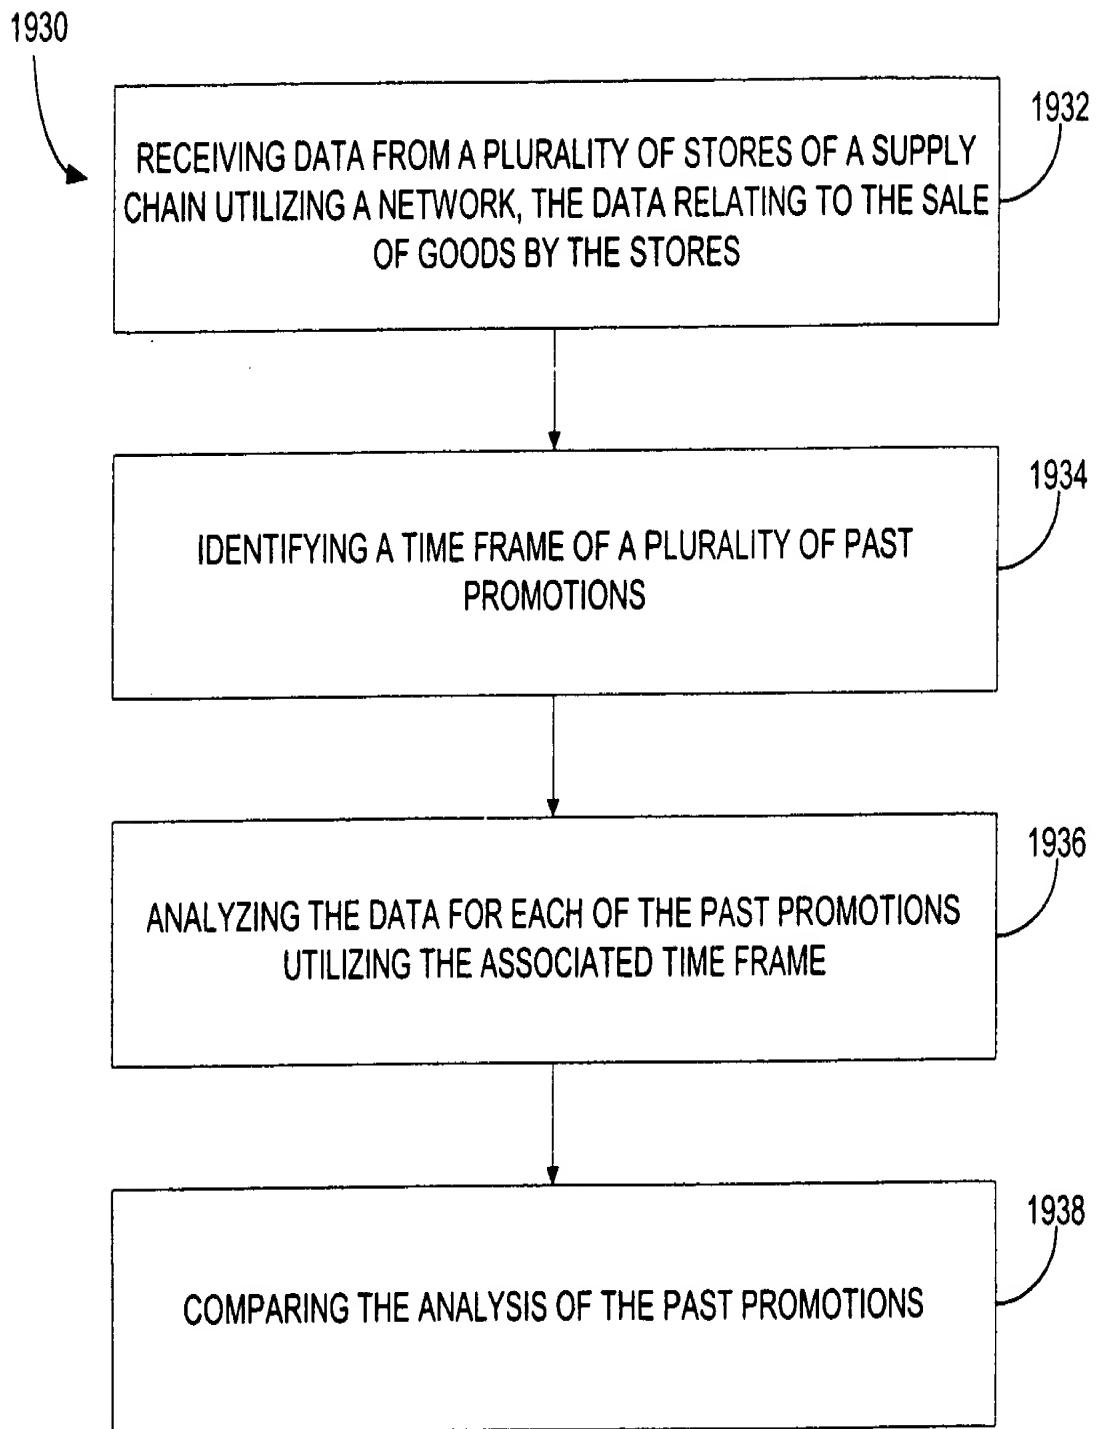 1930
1932
RECEIVING DATA FROM A PLURALITY OF STORES OF A SUPPLY
CHAIN UTILIZING A NETWORK, THE DATA RELATING TO THE SALE
OF GOODS BY THE STORES
1934
IDENTIFYING A TIME FRAME OF A PLURALITY OF PAST
PROMOTIONS
1936
ANALYZING THE DATA FOR EACH OF THE PAST PROMOTIONS
UTILIZING THE ASSOCIATED TIME FRAME
1938
COMPARING THE ANALYSIS OF THE PAST PROMOTIONS